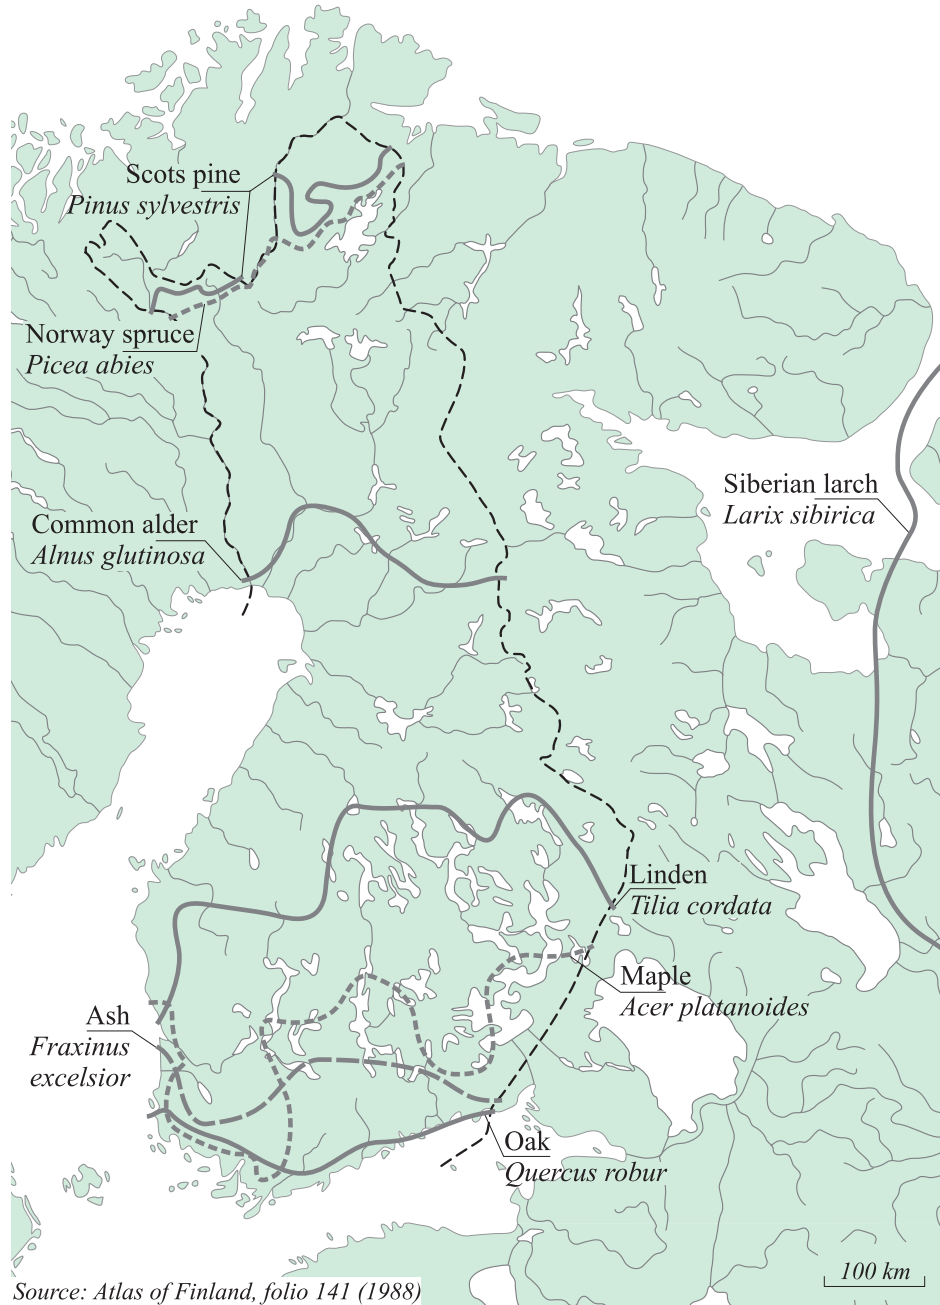 Scots pine
Pinus sylvestris
Norway spruce
Picea abies
Siberian larch
Larix sibirica
Common alder
Alnus glutinosa
Linden
Tilia cordata
Maple
Acer platanoides
Ash
Fraxinus
excelsior
Oak
Quercus robur
100 km
Source: Atlas of Finland, folio 141 (1988)